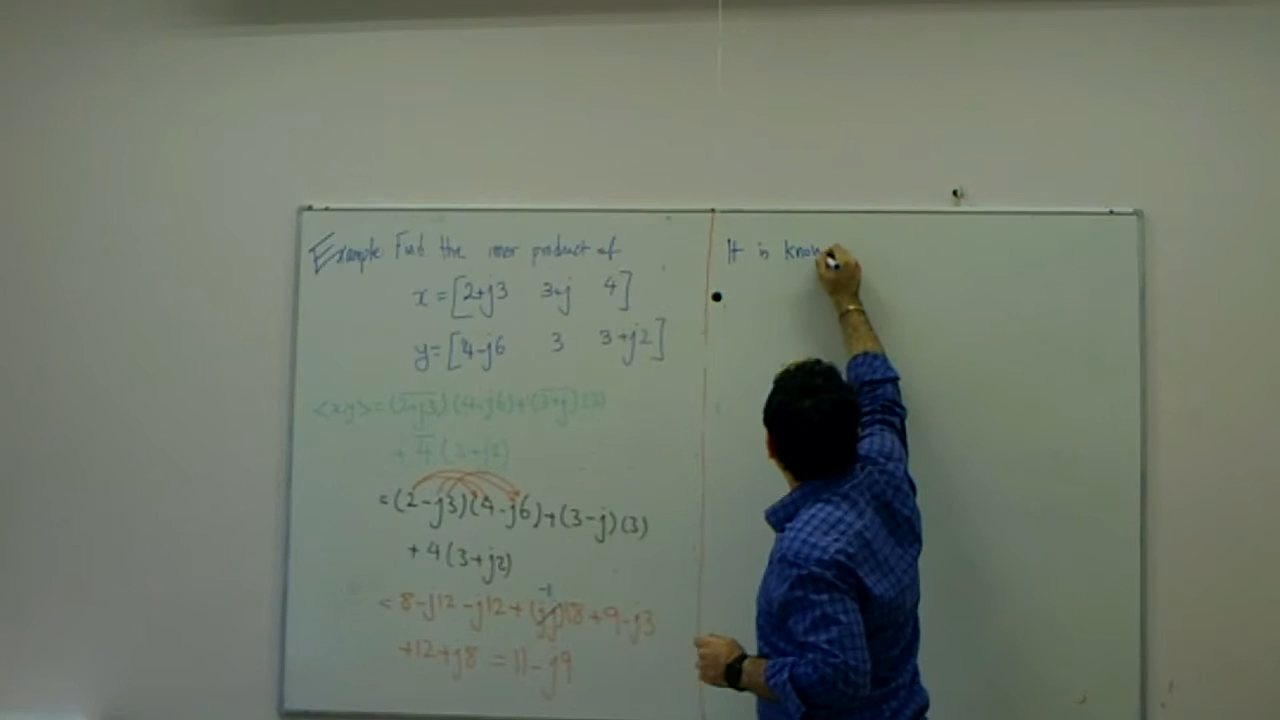 Example Find the inner product of
x = [2+j3 3+j 4]
y = [4-j6 3 3+j2]
<x,y> = (2+j3)(4-j6)+(3+j)(3)
+ 4 (3+j2)
= (2-j3)(4-j6)+(3-j)(3)
+ 4(3+j2)
= 8-j12-j12+(jj)18+9-j3
-1
+12+j8 = 11-j9
It is know